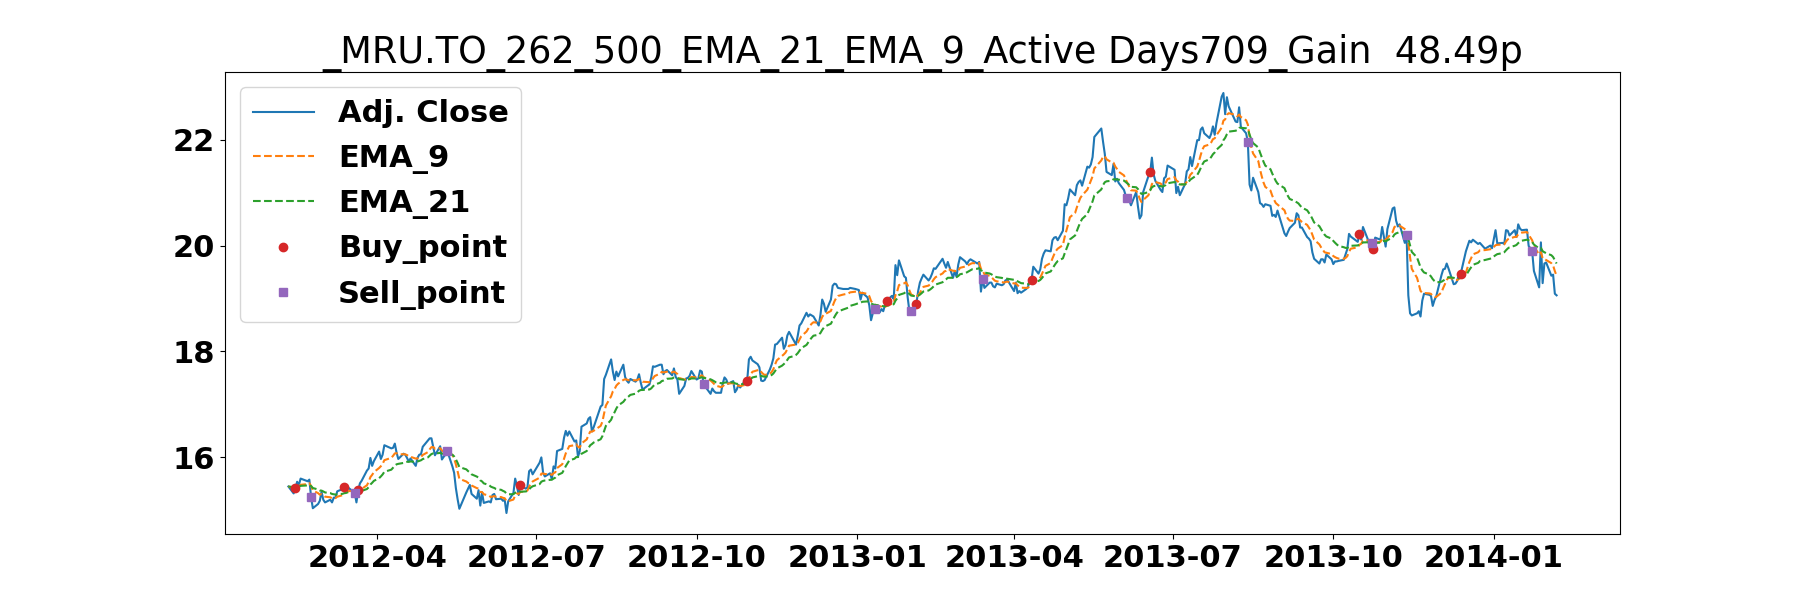 _MRU.TO_262_500_EMA_21_EMA_9_Active Days709_Gain  48.49p
Adj. Close
EMA_9
EMA_21
Buy_point
Sell_point
22
20
18
16
2012-04 2012-07 2012-10 2013-01 2013-04 2013-07 2013-10 2014-01